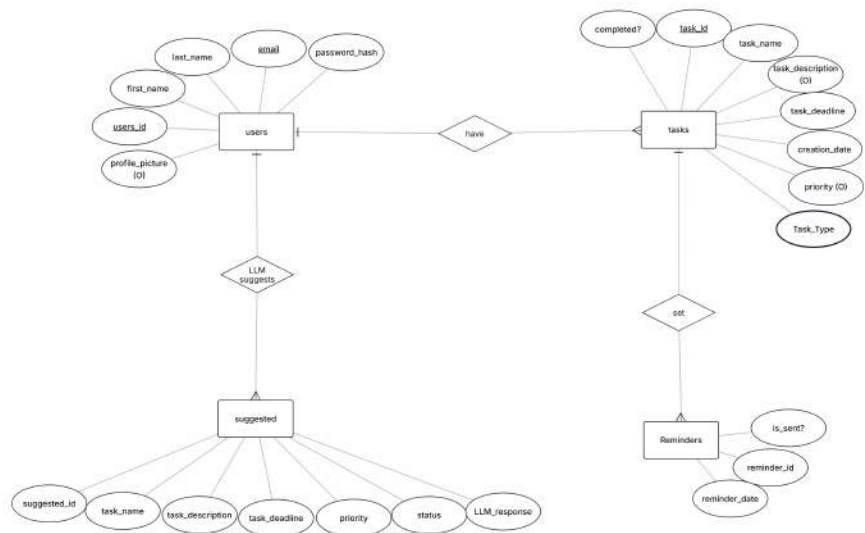 completed?
task_id
email
task_name
last_name
password_hash
task_description
(O)
first_name
task_deadline
users_id
users
have
tasks
creation_date
profile_picture
(O)
priority (O)
Task_Type
LLM
suggests
set
suggested
is_sent?
Reminders
reminder_id
suggested_id
task_name
task_description
task_deadline
priority
status
LLM_response
reminder_date